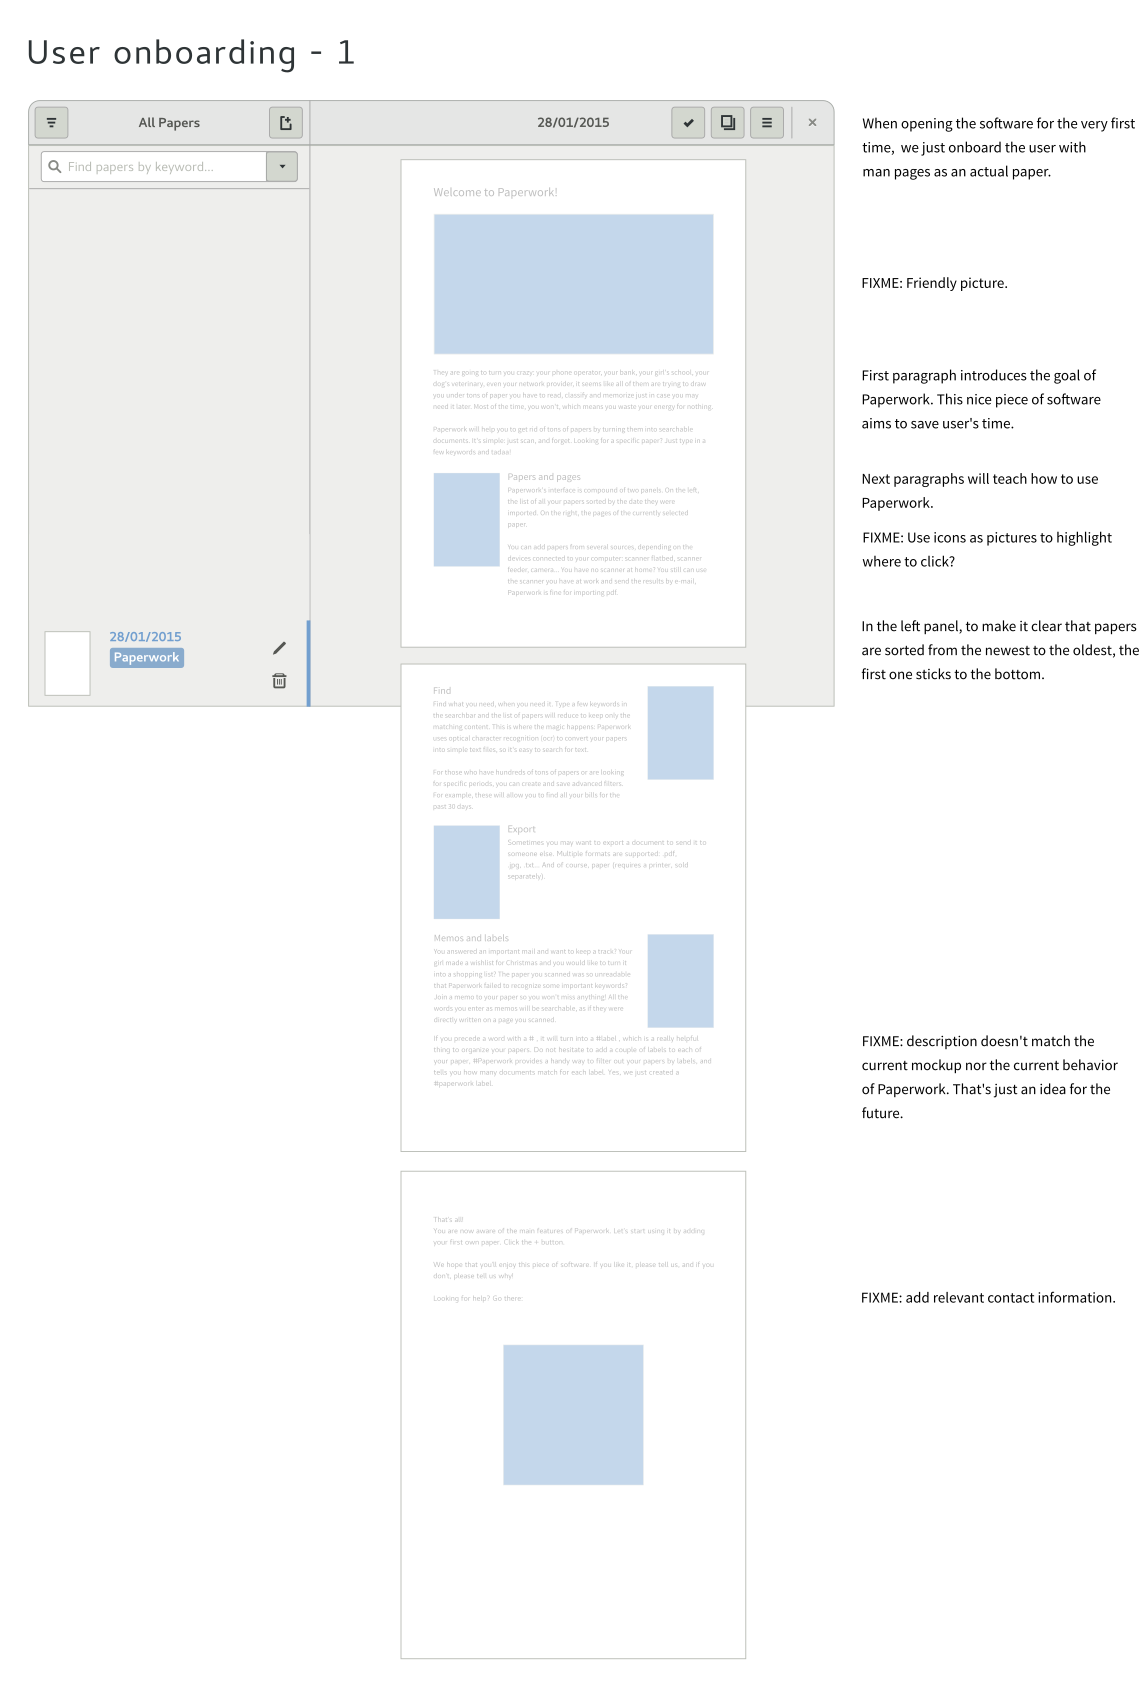 User onboarding - 1
All Papers
28/01/2015
Find papers by keyword...
28/01/2015
Paperwork
Welcome to Paperwork!
They are going to turn you crazy: your phone operator, your bank, your girl's school, your
dog's veterinary, even your network provider, it seems like all of them are trying to draw
you under tons of paper you have to read, classify and memorize just in case you may
need it later. Most of the time, you won't, which means you waste your energy for nothing.
Paperwork will help you to get rid of tons of papers by turning them into searchable
documents. It's simple: just scan, and forget. Looking for a specific paper? Just type in a
few keywords and tadaa!
Papers and pages
Paperwork's interface is compound of two panels. On the left,
the list of all your papers sorted by the date they were
imported. On the right, the pages of the currently selected
paper.
You can add papers from several sources, depending on the
devices connected to your computer: scanner flatbed, scanner
feeder, camera... You have no scanner at home? You still can use
the scanner you have at work and send the results by e-mail,
Paperwork is fine for importing pdf.
Find
Find what you need, when you need it. Type a few keywords in
the searchbar and the list of papers will reduce to keep only the
matching content. This is where the magic happens: Paperwork
uses optical character recognition (ocr) to convert your papers
into simple text files, so it's easy to search for text.
For those who have hundreds of tons of papers or are looking
for specific periods, you can create and save advanced filters.
For example, these will allow you to find all your bills for the
past 30 days.
Export
Sometimes you may want to export a document to send it to
someone else. Multiple formats are supported: .pdf,
.jpg, .txt... And of course, paper (requires a printer, sold
separately).
Memos and labels
You answered an important mail and want to keep a track? Your
girl made a wishlist for Christmas and you would like to turn it
into a shopping list? The paper you scanned was so unreadable
that Paperwork failed to recognize some important keywords?
Join a memo to your paper so you won't miss anything! All the
words you enter as memos will be searchable, as if they were
directly written on a page you scanned.
If you precede a word with a # , it will turn into a #label , which is a really helpful
thing to organize your papers. Do not hesitate to add a couple of labels to each of
your paper, #Paperwork provides a handy way to filter out your papers by labels, and
tells you how many documents match for each label. Yes, we just created a
#paperwork label.
That's all!
You are now aware of the main features of Paperwork. Let's start using it by adding
your first own paper. Click the + button.
We hope that you'll enjoy this piece of software. If you like it, please tell us, and if you
don't, please tell us why!
Looking for help? Go there:
When opening the software for the very first
time,  we just onboard the user with
man pages as an actual paper.
FIXME: Friendly picture.
First paragraph introduces the goal of
Paperwork. This nice piece of software
aims to save user's time.
Next paragraphs will teach how to use
Paperwork.
FIXME: Use icons as pictures to highlight
where to click?
In the left panel, to make it clear that papers
are sorted from the newest to the oldest, the
first one sticks to the bottom.
FIXME: description doesn't match the
current mockup nor the current behavior
of Paperwork. That's just an idea for the
future.
FIXME: add relevant contact information.